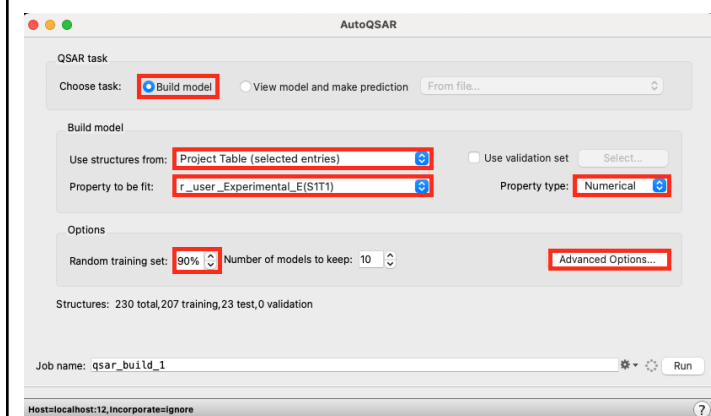 AutoQSAR
QSAR task
Choose task: Build model View model and make prediction From file...
Build model
Use structures from: Project Table (selected entries) Use validation set Select...
Property to be fit: r_user_Experimental_E(S1T1) Property type: Numerical
Options
Random training set: 90% Number of models to keep: 10 Advanced Options...
Structures: 230 total,207 training,23 test,0 validation
Job name: qsar_build_1 Run
Host=localhost:12,Incorporate=ignore ?